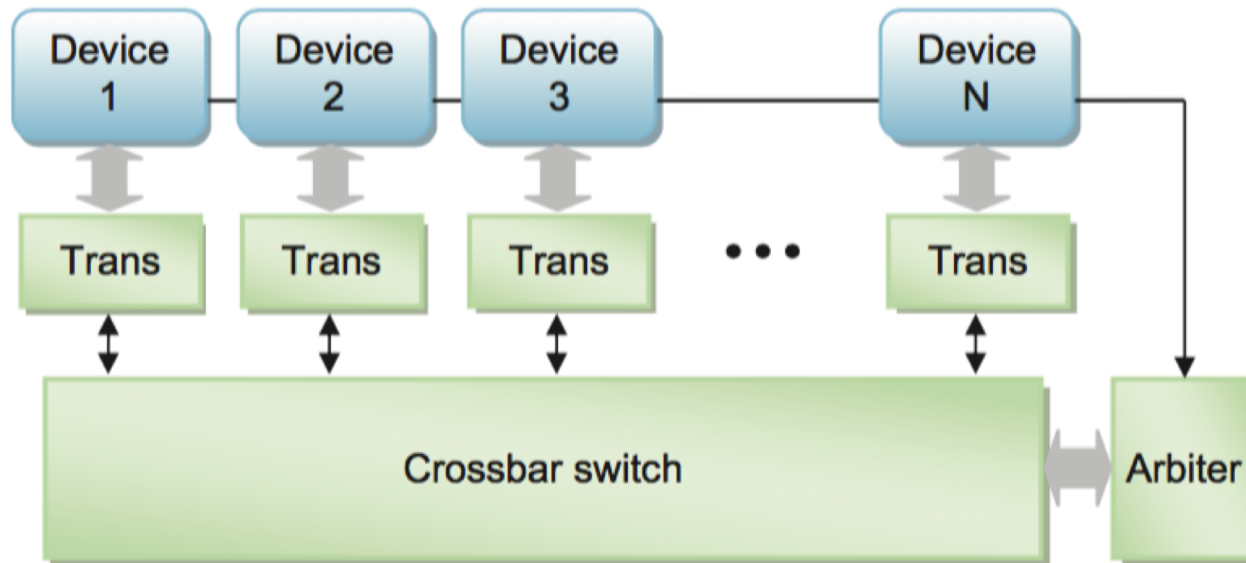 Device
1
Device
2
Device
3
Device
N
Trans
Trans
Trans
Trans
Crossbar switch
Arbiter